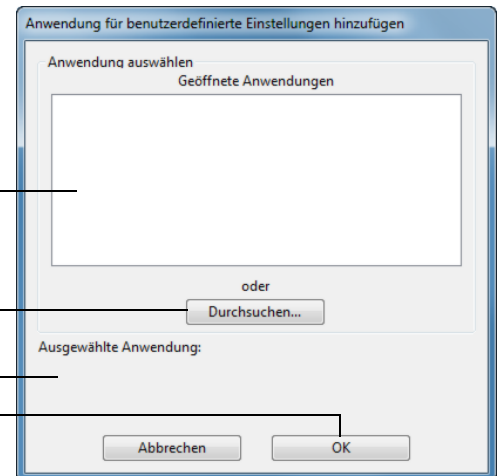 Anwendung für benutzerdefinierte Einstellungen hinzufügen
Anwendung auswählen
Geöffnete Anwendungen
oder
Durchsuchen...
Ausgewählte Anwendung:
Abbrechen
OK